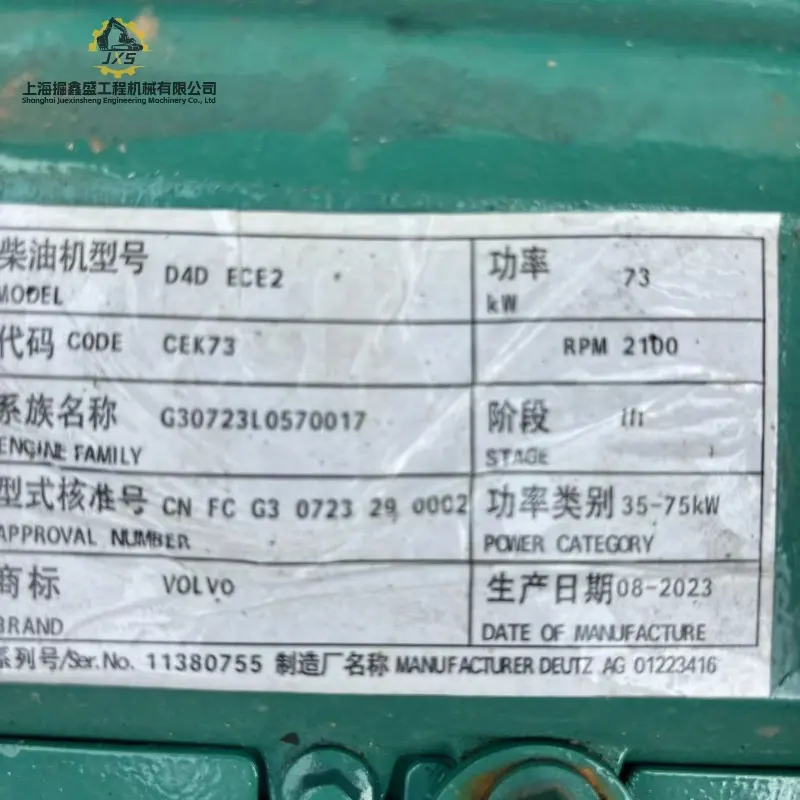 JXS
上海掘鑫盛工程机械有限公司
Shanghai Juexinsheng Engineering Machinery Co., Ltd
柴油机型号 D4D ECE2 功率 73
MODEL kW
代码 CODE CEK73 RPM 2100
系族名称 G30723L0570017 阶段 III
ENGINE FAMILY STAGE
型式核准号 CN FC G3 0723 29 0002 功率类别 35-75kW
APPROVAL NUMBER POWER CATEGORY
商标 VOLVO 生产日期 08-2023
BRAND DATE OF MANUFACTURE
系列号/Ser.No. 11380755 制造厂名称 MANUFACTURER DEUTZ AG 01223416